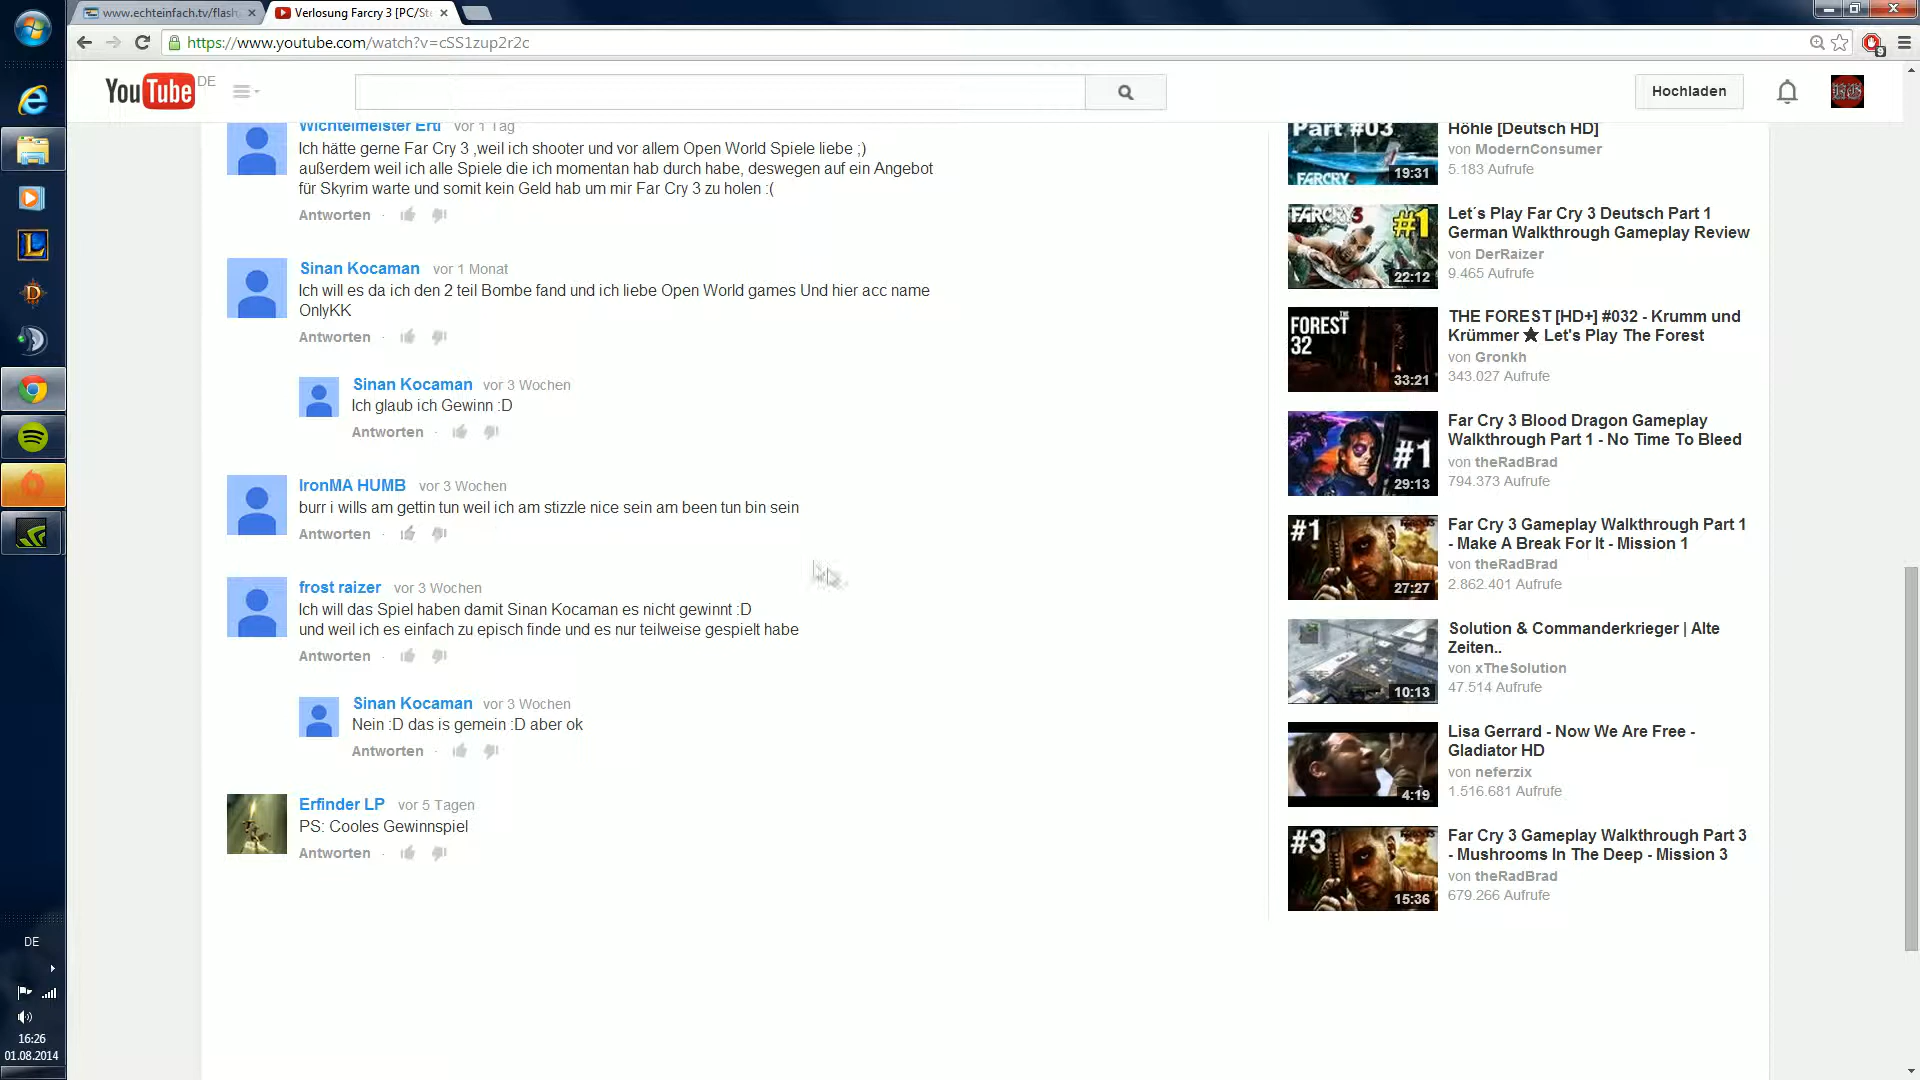 www.echteinfach.tv/flash
Verlosung Farcry 3 [PC/Ste
https://www.youtube.com/watch?v=cSS1zup2r2c
YouTube DE
Hochladen
Wichtelmeister Ertl vor 1 Tag
Ich hätte gerne Far Cry 3 ,weil ich shooter und vor allem Open World Spiele liebe ;)
außerdem weil ich alle Spiele die ich momentan hab durch habe, deswegen auf ein Angebot
für Skyrim warte und somit kein Geld hab um mir Far Cry 3 zu holen :(
Antworten ·
Sinan Kocaman vor 1 Monat
Ich will es da ich den 2 teil Bombe fand und ich liebe Open World games Und hier acc name
OnlyKK
Antworten ·
Sinan Kocaman vor 3 Wochen
Ich glaub ich Gewinn :D
Antworten ·
IronMA HUMB vor 3 Wochen
burr i wills am gettin tun weil ich am stizzle nice sein am been tun bin sein
Antworten ·
frost raizer vor 3 Wochen
Ich will das Spiel haben damit Sinan Kocaman es nicht gewinnt :D
und weil ich es einfach zu episch finde und es nur teilweise gespielt habe
Antworten ·
Sinan Kocaman vor 3 Wochen
Nein :D das is gemein :D aber ok
Antworten ·
Erfinder LP vor 5 Tagen
PS: Cooles Gewinnspiel
Antworten ·
Part #03
FARCRY
19:31
Höhle [Deutsch HD]
von ModernConsumer
5.183 Aufrufe
FARCRY3
#1
22:12
Let´s Play Far Cry 3 Deutsch Part 1
German Walkthrough Gameplay Review
von DerRaizer
9.465 Aufrufe
THE
FOREST
32
33:21
THE FOREST [HD+] #032 - Krumm und
Krümmer ★ Let's Play The Forest
von Gronkh
343.027 Aufrufe
#1
29:13
Far Cry 3 Blood Dragon Gameplay
Walkthrough Part 1 - No Time To Bleed
von theRadBrad
794.373 Aufrufe
#1
27:27
Far Cry 3 Gameplay Walkthrough Part 1
- Make A Break For It - Mission 1
von theRadBrad
2.862.401 Aufrufe
10:13
Solution & Commanderkrieger | Alte
Zeiten..
von xTheSolution
47.514 Aufrufe
4:19
Lisa Gerrard - Now We Are Free -
Gladiator HD
von neferzix
1.516.681 Aufrufe
#3
15:36
Far Cry 3 Gameplay Walkthrough Part 3
- Mushrooms In The Deep - Mission 3
von theRadBrad
679.266 Aufrufe
DE
16:26
01.08.2014